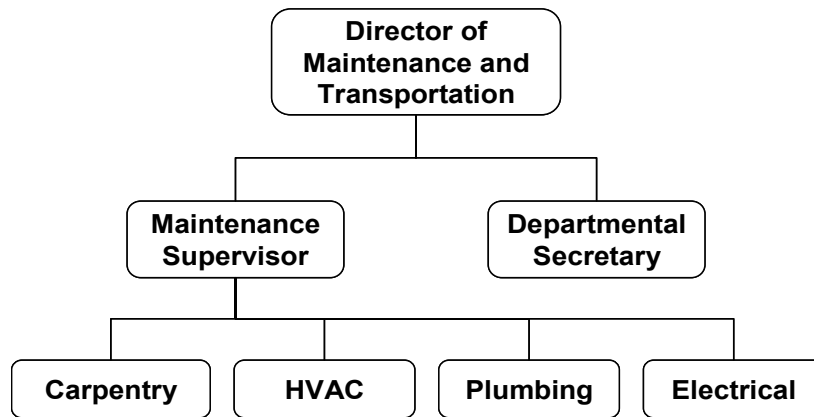 Director of
Maintenance and
Transportation
Maintenance
Supervisor
Departmental
Secretary
Carpentry
HVAC
Plumbing
Electrical